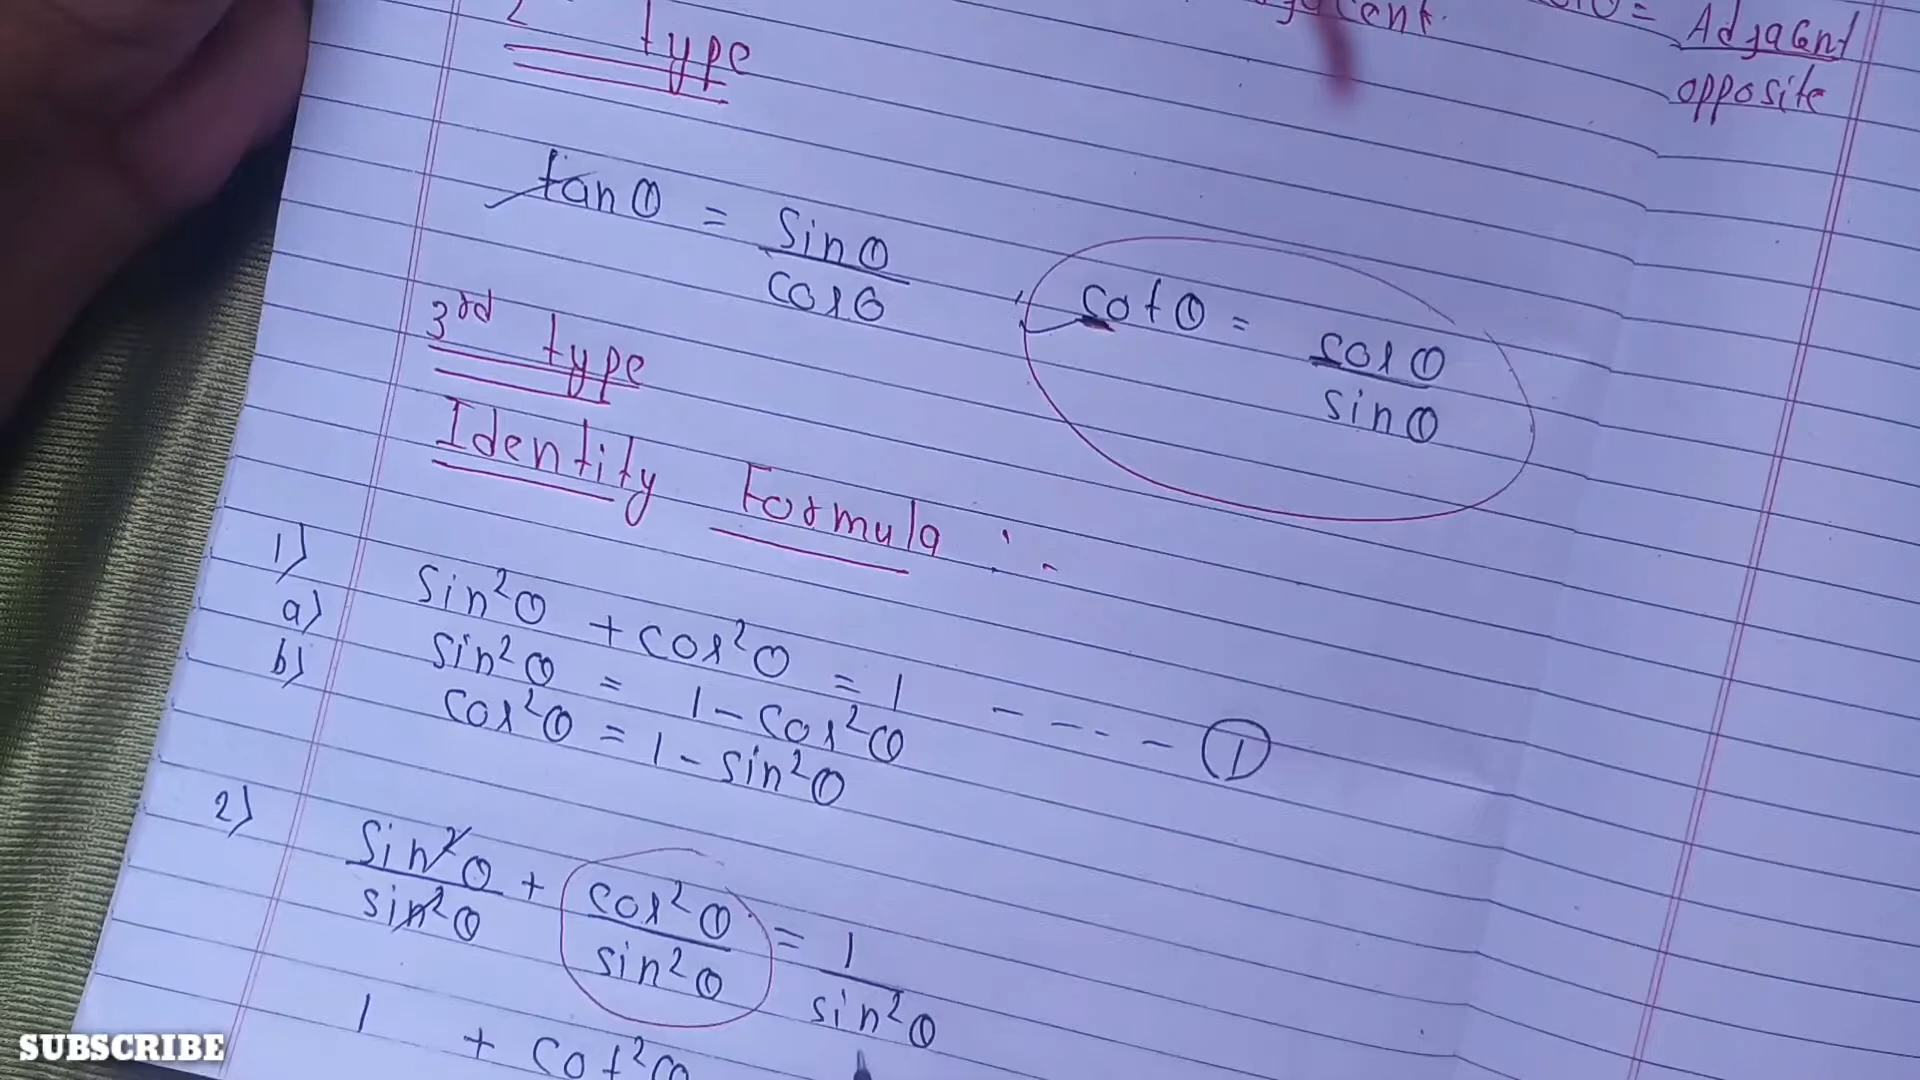 type
Adjacent
opposite
tan θ = sin θ / cos θ , cot θ = cos θ / sin θ
3rd type
Identity Formula :-
1) sin²θ + cos²θ = 1 ----- ①
a) sin²θ = 1 - cos²θ
b) cos²θ = 1 - sin²θ
2) sin²θ / sin²θ + cos²θ / sin²θ = 1 / sin²θ
1 + cot²θ
SUBSCRIBE